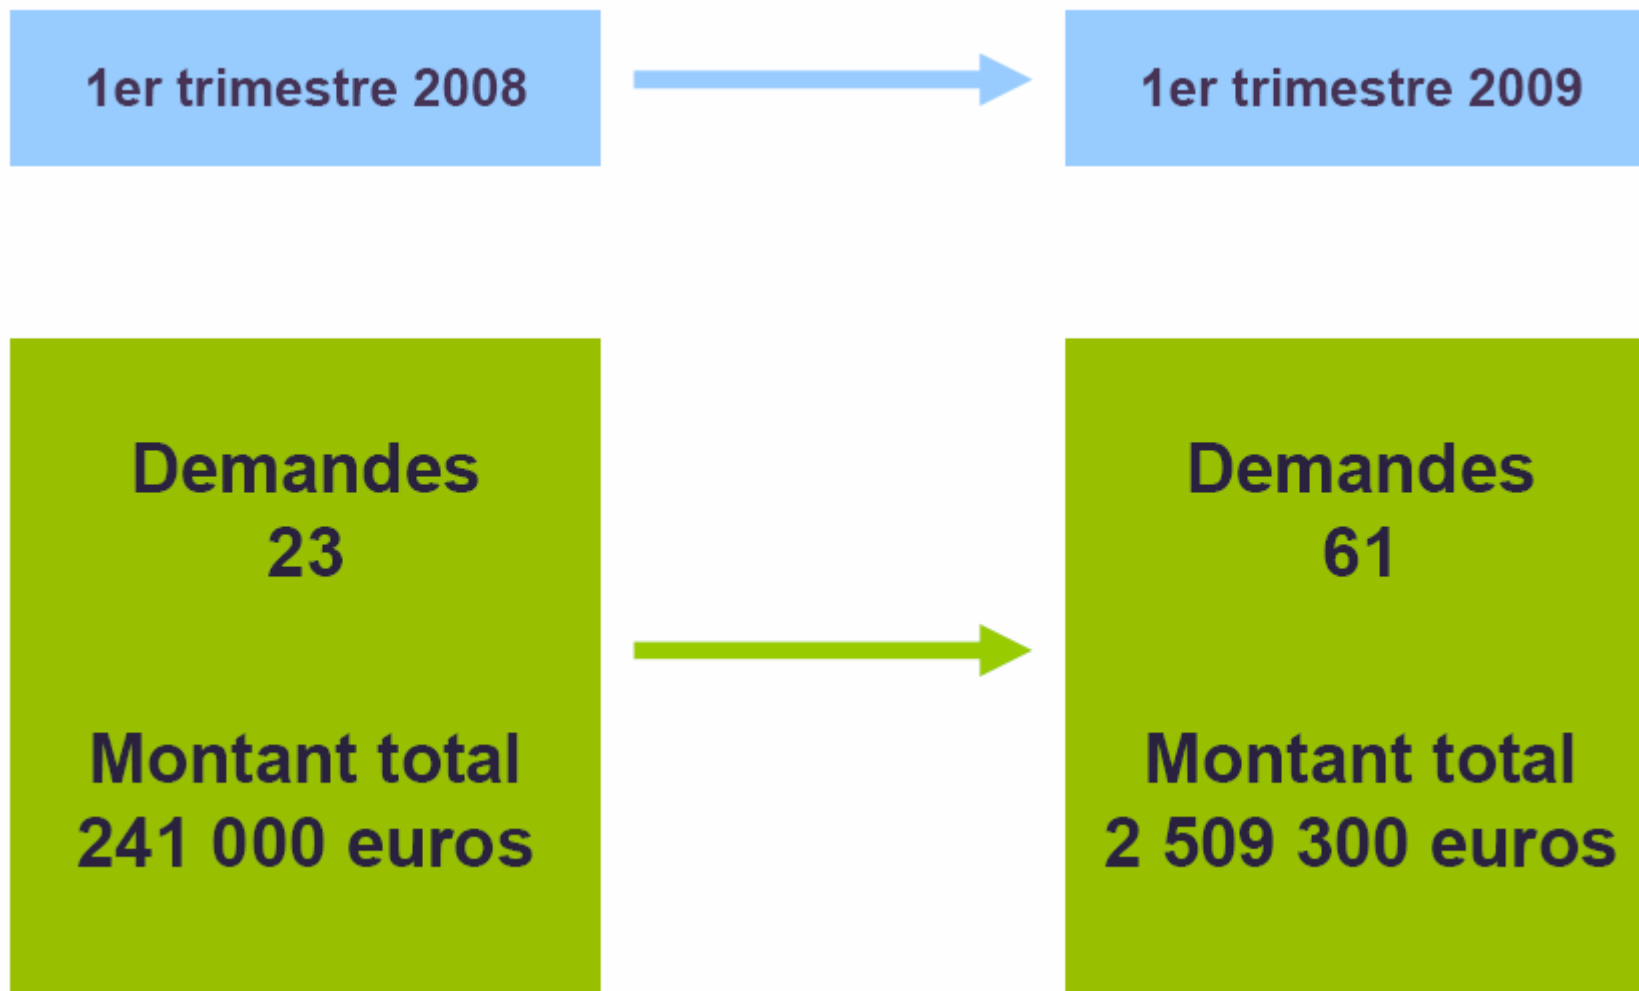 1er trimestre 2008
1er trimestre 2009
Demandes
23
Montant total
241 000 euros
Demandes
61
Montant total
2 509 300 euros